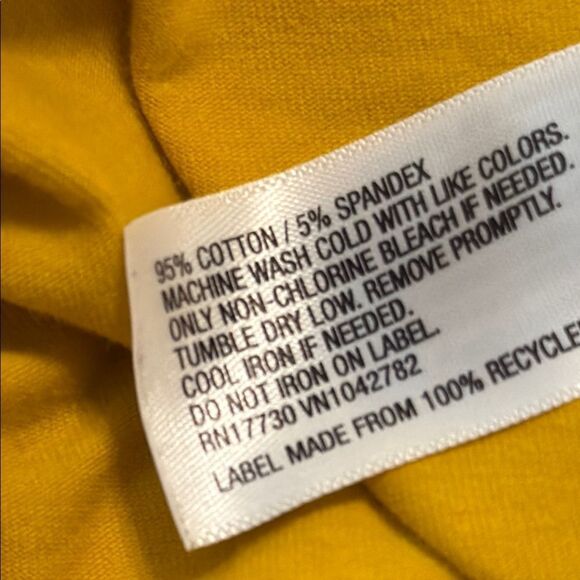 95% COTTON / 5% SPANDEX
MACHINE WASH COLD WITH LIKE COLORS.
ONLY NON-CHLORINE BLEACH IF NEEDED.
TUMBLE DRY LOW. REMOVE PROMPTLY.
COOL IRON IF NEEDED.
DO NOT IRON ON LABEL.
RN17730 VN1042782
LABEL MADE FROM 100% RECYCLE